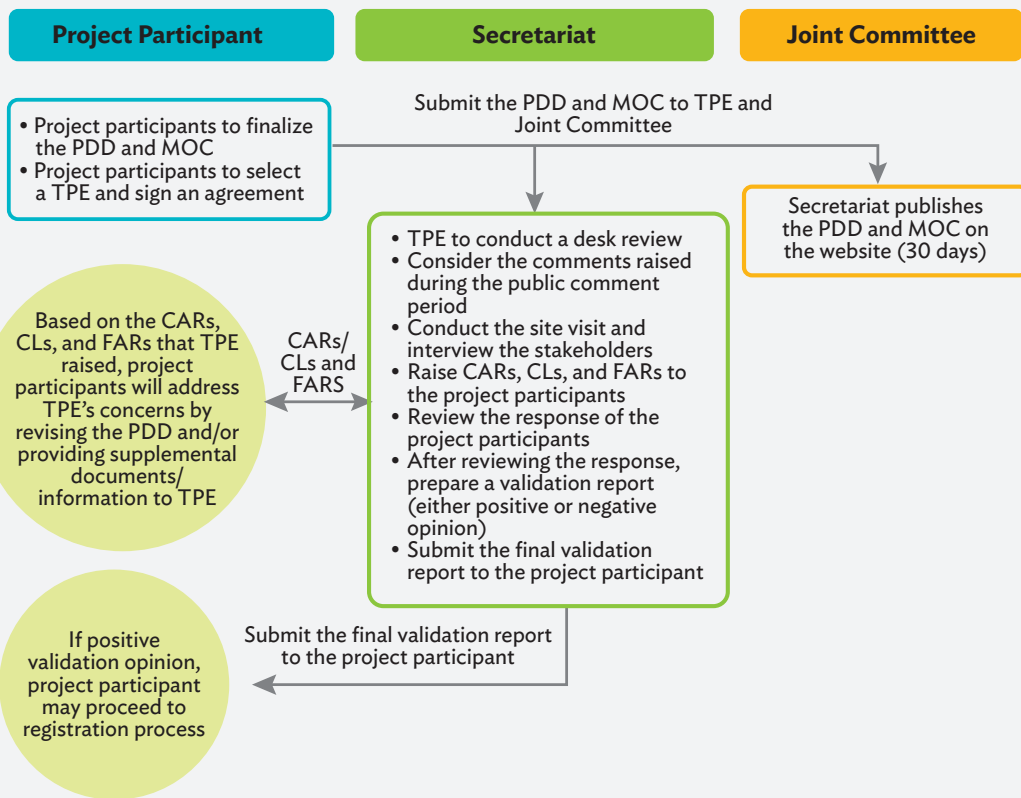 Project Participant
Secretariat
Joint Committee
Submit the PDD and MOC to TPE and
Joint Committee
• Project participants to finalize
the PDD and MOC
• Project participants to select
a TPE and sign an agreement
Secretariat publishes
the PDD and MOC on
the website (30 days)
• TPE to conduct a desk review
• Consider the comments raised
during the public comment
period
• Conduct the site visit and
interview the stakeholders
• Raise CARs, CLs, and FARs to
the project participants
• Review the response of the
project participants
• After reviewing the response,
prepare a validation report
(either positive or negative
opinion)
• Submit the final validation
report to the project participant
CARs/
CLs and
FARS
Based on the CARs,
CLs, and FARs that TPE
raised, project
participants will address
TPE’s concerns by
revising the PDD and/or
providing supplemental
documents/
information to TPE
Submit the final validation report
to the project participant
If positive
validation opinion,
project participant
may proceed to
registration process